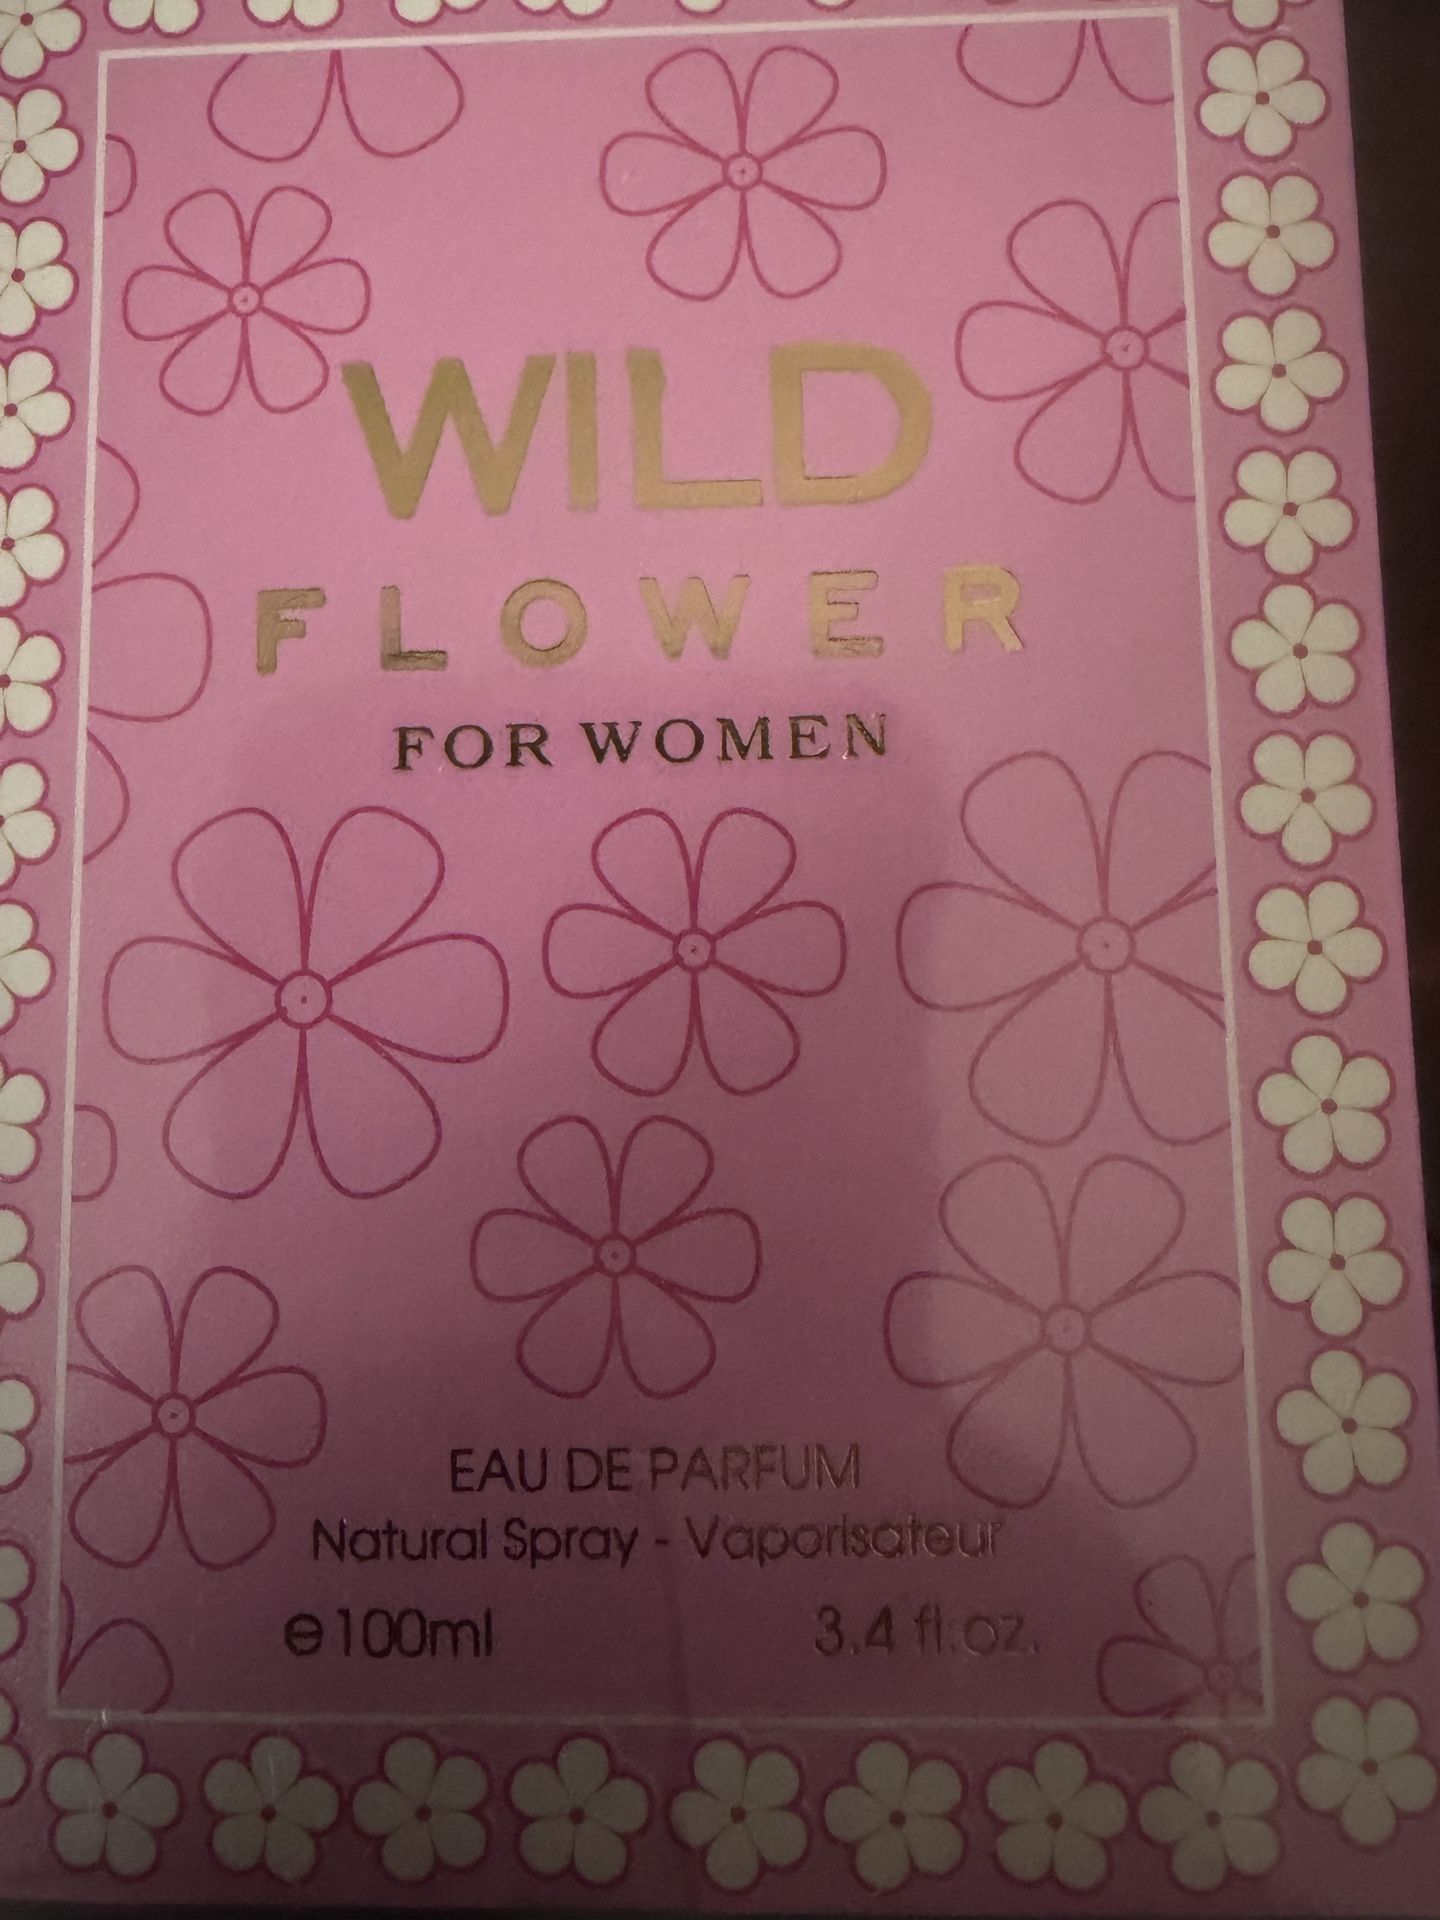 WILD
FLOWER
FOR WOMEN
EAU DE PARFUM
Natural Spray - Vaporisateur
℮100ml 3.4 fl.oz.